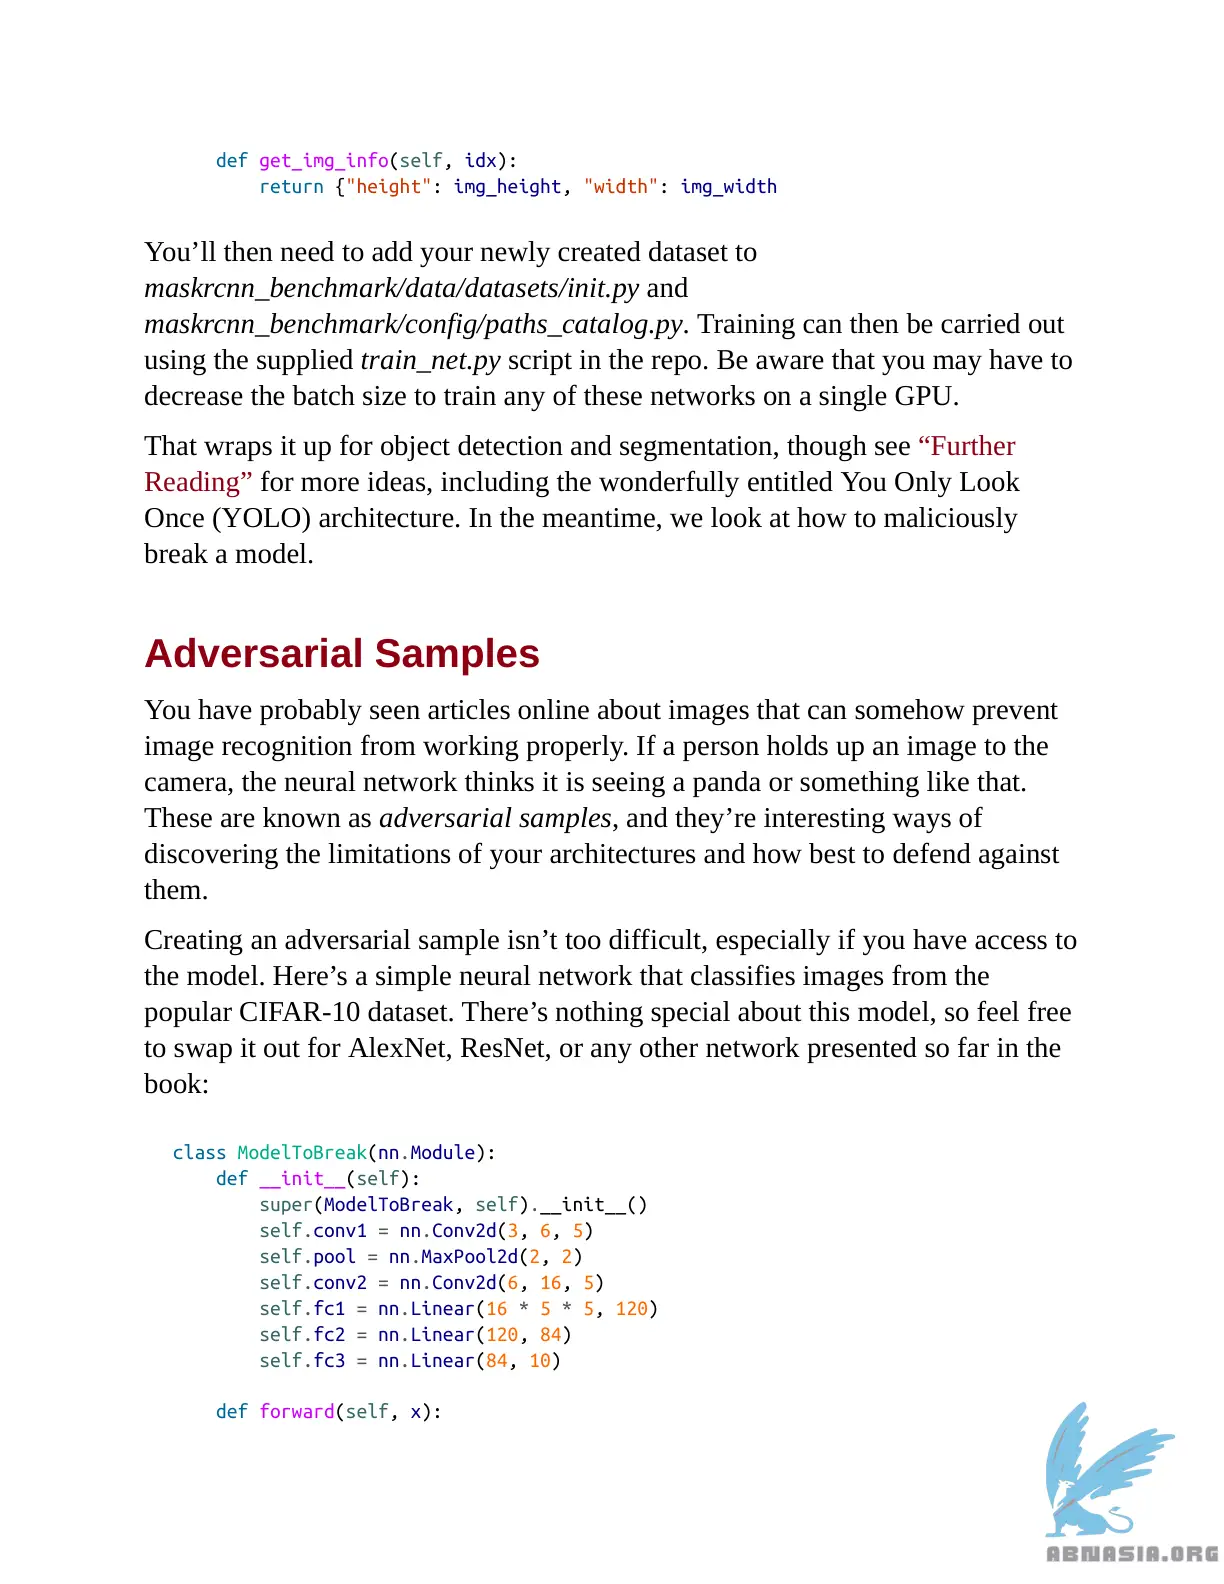 def get_img_info(self, idx):
return {"height": img_height, "width": img_width
You’ll then need to add your newly created dataset to
maskrcnn_benchmark/data/datasets/init.py and
maskrcnn_benchmark/config/paths_catalog.py. Training can then be carried out
using the supplied train_net.py script in the repo. Be aware that you may have to
decrease the batch size to train any of these networks on a single GPU.
That wraps it up for object detection and segmentation, though see “Further
Reading” for more ideas, including the wonderfully entitled You Only Look
Once (YOLO) architecture. In the meantime, we look at how to maliciously
break a model.
Adversarial Samples
You have probably seen articles online about images that can somehow prevent
image recognition from working properly. If a person holds up an image to the
camera, the neural network thinks it is seeing a panda or something like that.
These are known as adversarial samples, and they’re interesting ways of
discovering the limitations of your architectures and how best to defend against
them.
Creating an adversarial sample isn’t too difficult, especially if you have access to
the model. Here’s a simple neural network that classifies images from the
popular CIFAR-10 dataset. There’s nothing special about this model, so feel free
to swap it out for AlexNet, ResNet, or any other network presented so far in the
book:
class ModelToBreak(nn.Module):
def __init__(self):
super(ModelToBreak, self).__init__()
self.conv1 = nn.Conv2d(3, 6, 5)
self.pool = nn.MaxPool2d(2, 2)
self.conv2 = nn.Conv2d(6, 16, 5)
self.fc1 = nn.Linear(16 * 5 * 5, 120)
self.fc2 = nn.Linear(120, 84)
self.fc3 = nn.Linear(84, 10)
def forward(self, x):
ABNASIA.ORG